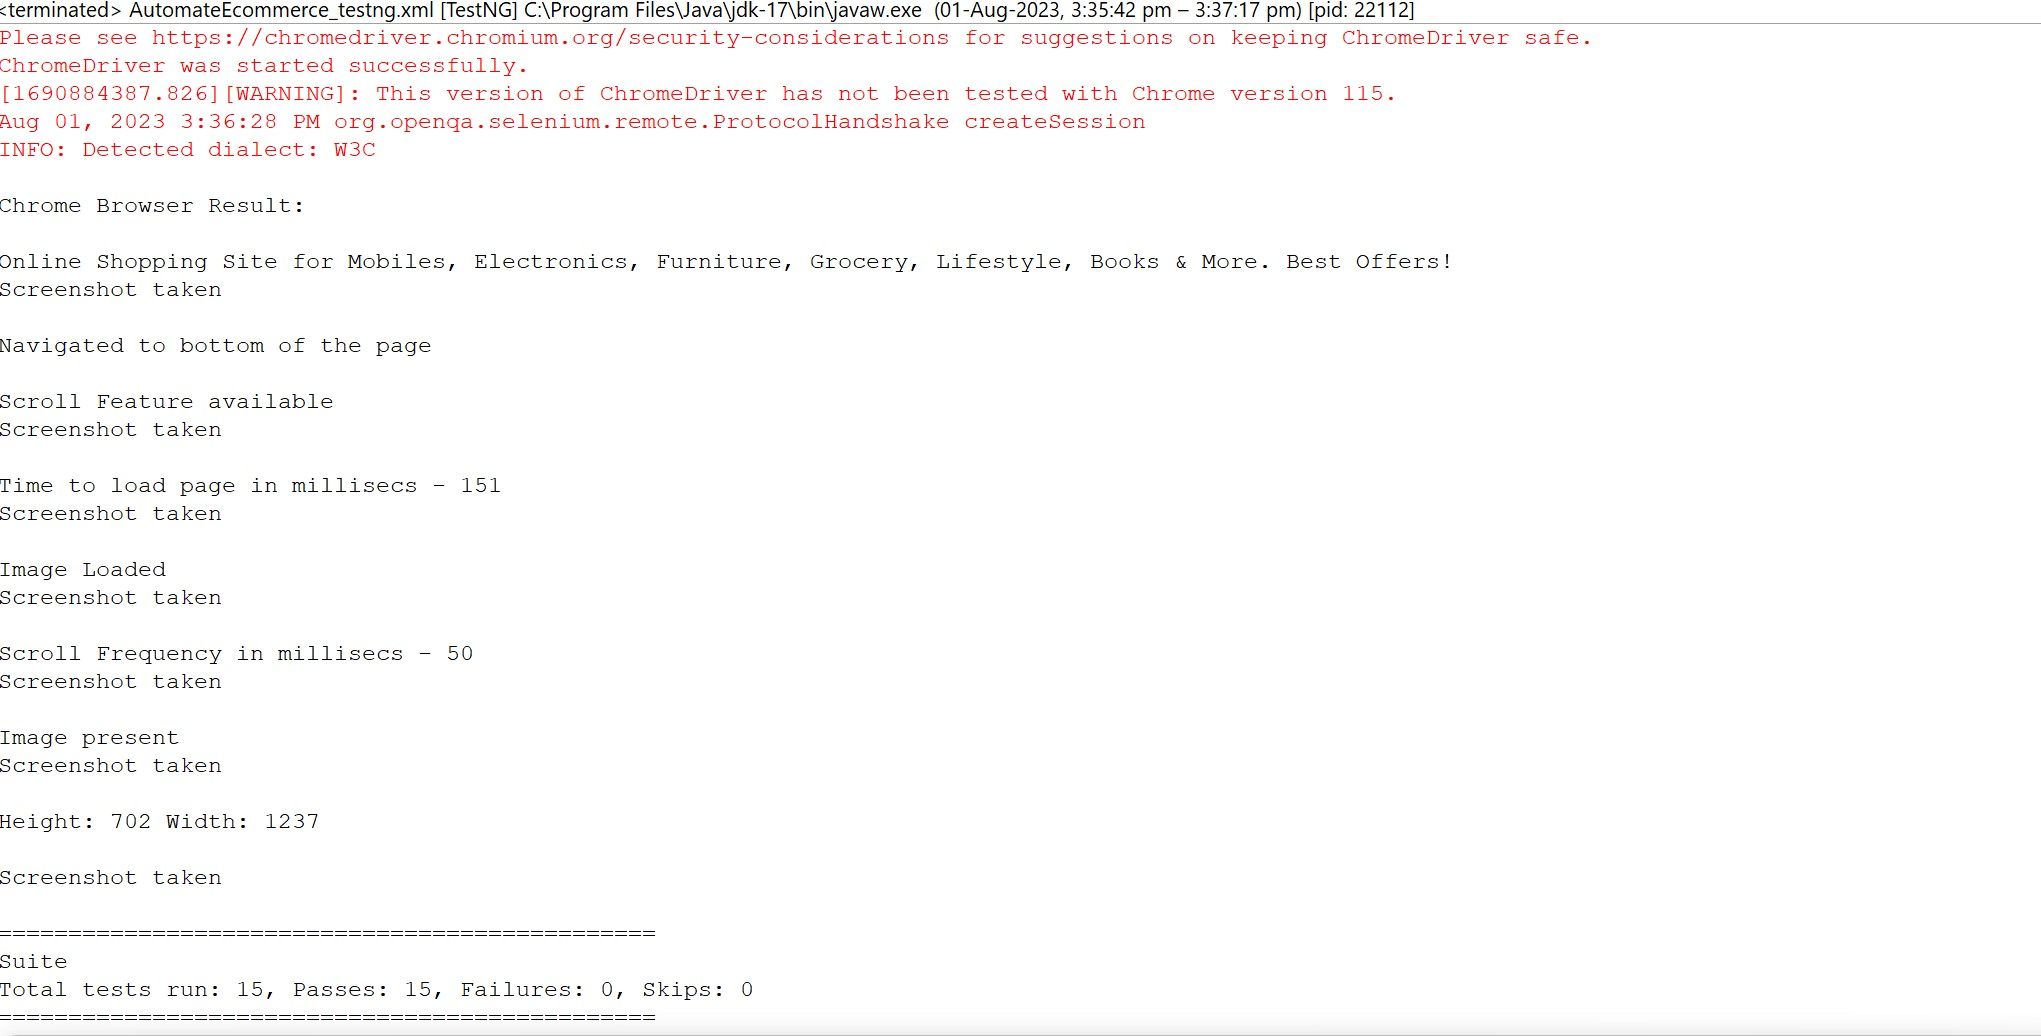 <terminated> AutomateEcommerce_testng.xml [TestNG] C:\Program Files\Java\jdk-17\bin\javaw.exe  (01-Aug-2023, 3:35:42 pm – 3:37:17 pm) [pid: 22112]
Please see https://chromedriver.chromium.org/security-considerations for suggestions on keeping ChromeDriver safe.
ChromeDriver was started successfully.
[1690884387.826][WARNING]: This version of ChromeDriver has not been tested with Chrome version 115.
Aug 01, 2023 3:36:28 PM org.openqa.selenium.remote.ProtocolHandshake createSession
INFO: Detected dialect: W3C
Chrome Browser Result:
Online Shopping Site for Mobiles, Electronics, Furniture, Grocery, Lifestyle, Books & More. Best Offers!
Screenshot taken
Navigated to bottom of the page
Scroll Feature available
Screenshot taken
Time to load page in millisecs - 151
Screenshot taken
Image Loaded
Screenshot taken
Scroll Frequency in millisecs - 50
Screenshot taken
Image present
Screenshot taken
Height: 702 Width: 1237
Screenshot taken
===============================================
Suite
Total tests run: 15, Passes: 15, Failures: 0, Skips: 0
===============================================